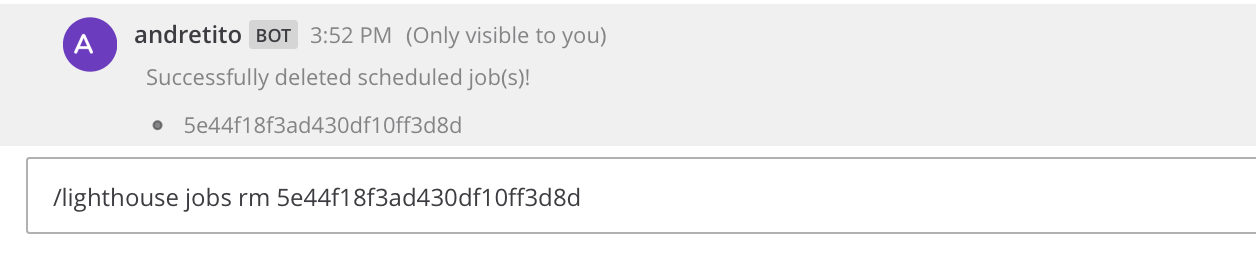 A
andretito BOT 3:52 PM (Only visible to you)
Successfully deleted scheduled job(s)!
• 5e44f18f3ad430df10ff3d8d
/lighthouse jobs rm 5e44f18f3ad430df10ff3d8d